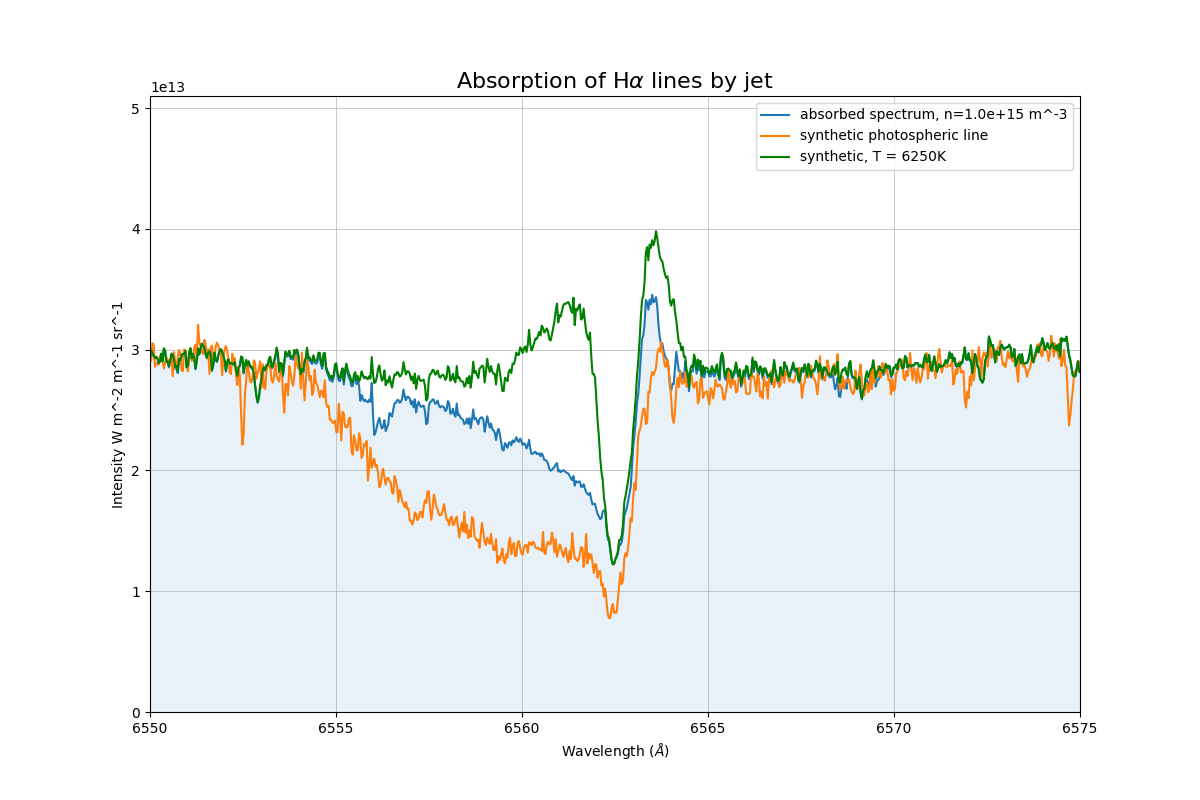 Absorption of Hα lines by jet
1e13
absorbed spectrum, n=1.0e+15 m^-3
synthetic photospheric line
synthetic, T = 6250K
5
4
3
2
1
0
Intensity W m^-2 m^-1 sr^-1
6550 6555 6560 6565 6570 6575
Wavelength (Å)